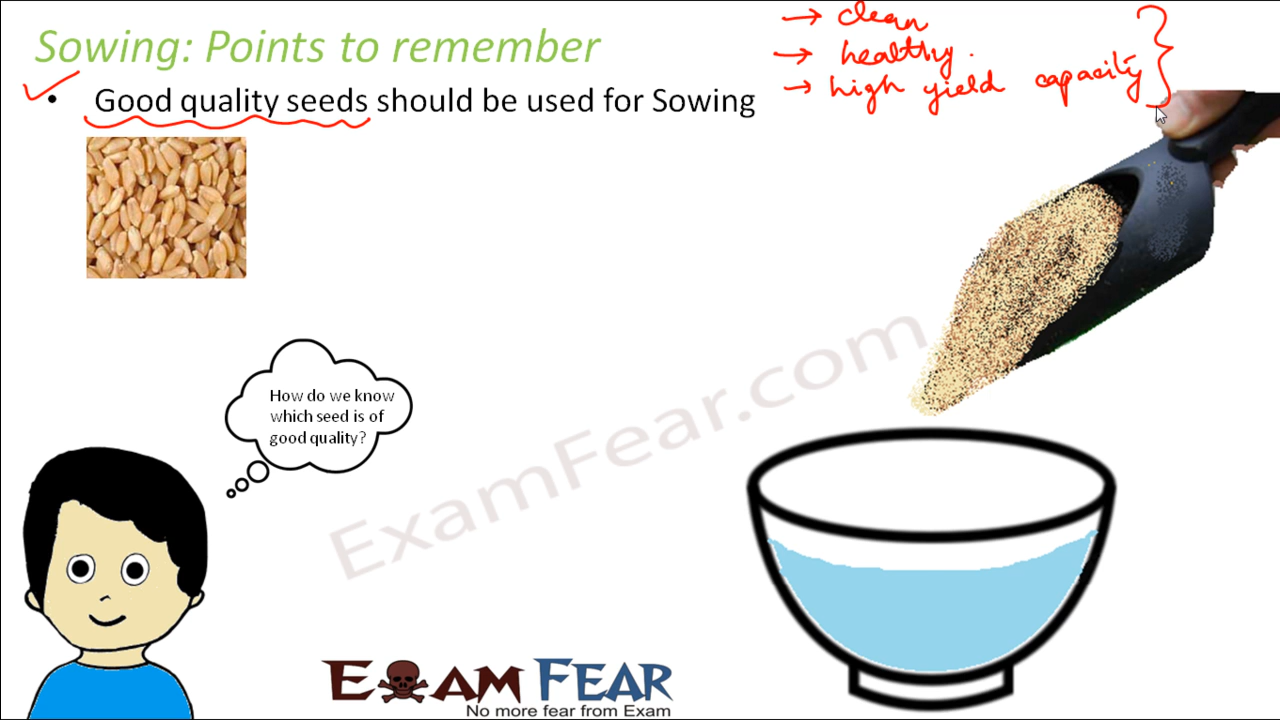 Sowing: Points to remember
→ clean
→ healthy.
→ high yield capacity
• Good quality seeds should be used for Sowing
How do we know
which seed is of
good quality?
ExamFear.com
EXAM FEAR
No more fear from Exam